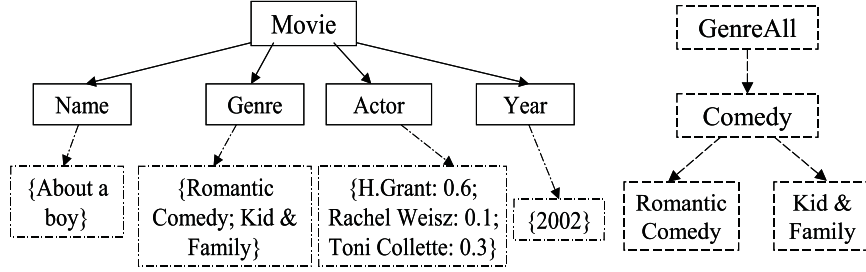 Movie
GenreAll
Name
Genre
Actor
Year
Comedy
{About a
boy}
{Romantic
Comedy; Kid &
Family}
{H.Grant: 0.6;
Rachel Weisz: 0.1;
Toni Collette: 0.3}
{2002}
Romantic
Comedy
Kid &
Family